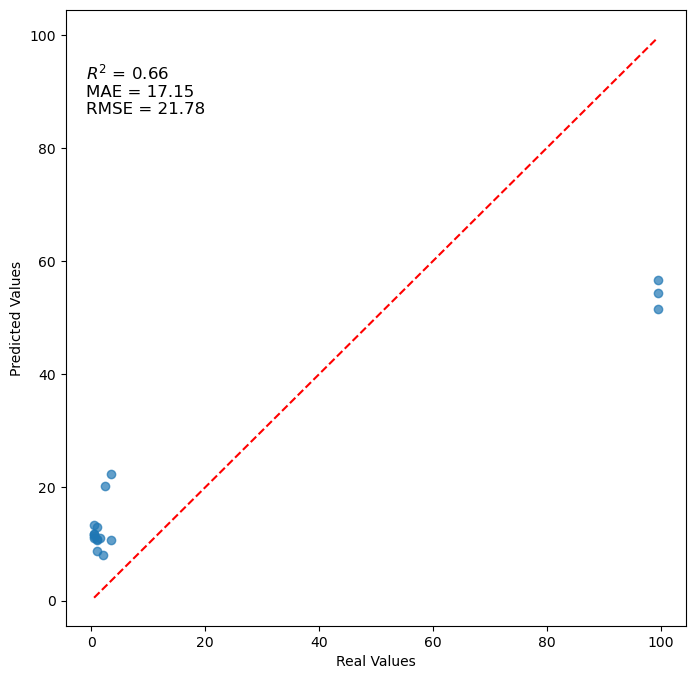 100
80
60
40
20
0
R² = 0.66
MAE = 17.15
RMSE = 21.78
Predicted Values
0 20 40 60 80 100
Real Values